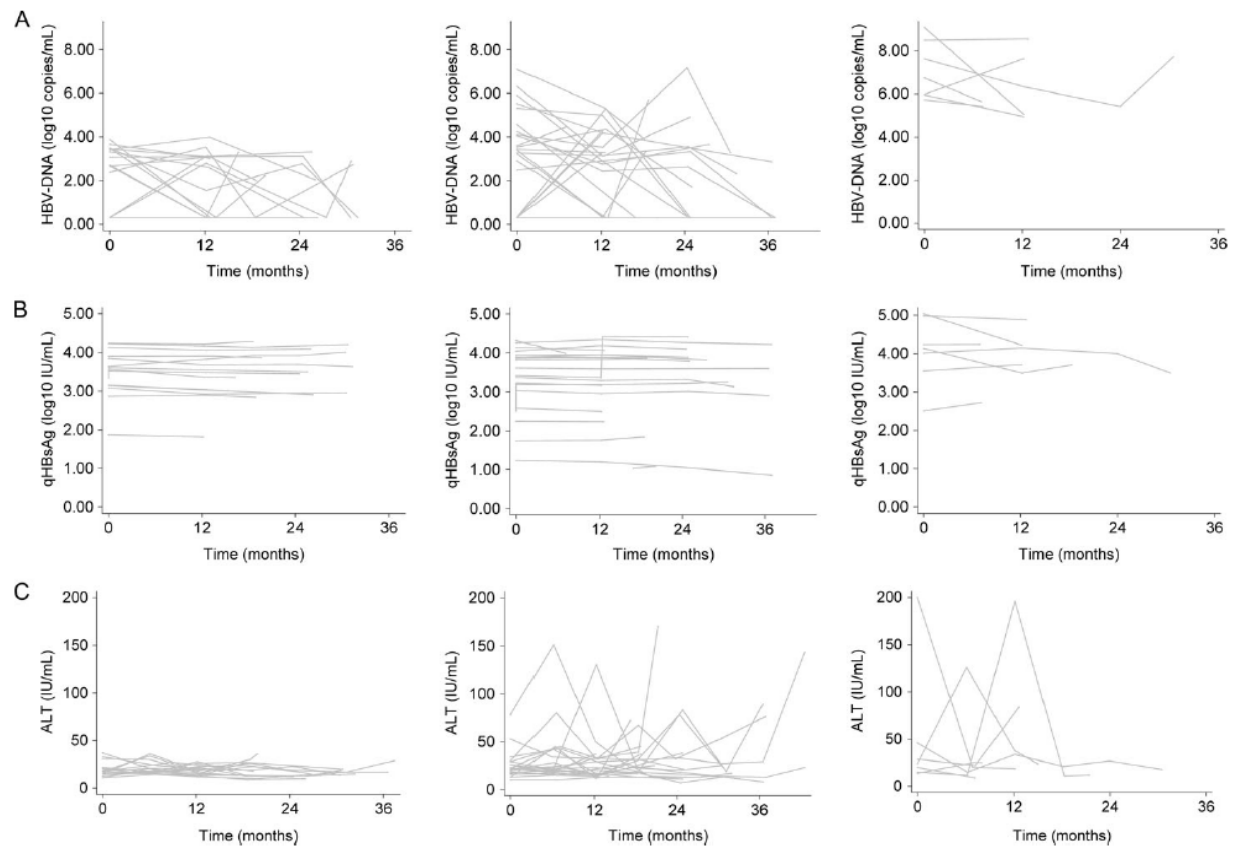 A
HBV-DNA (log10 copies/mL)
8.00
6.00
4.00
2.00
0.00
0 12 24 36
Time (months)
HBV-DNA (log10 copies/mL)
8.00
6.00
4.00
2.00
0.00
0 12 24 36
Time (months)
HBV-DNA (log10 copies/mL)
8.00
6.00
4.00
2.00
0.00
0 12 24 36
Time (months)
B
qHBsAg (log10 IU/mL)
5.00
4.00
3.00
2.00
1.00
0.00
0 12 24 36
Time (months)
qHBsAg (log10 IU/mL)
5.00
4.00
3.00
2.00
1.00
0.00
0 12 24 36
Time (months)
qHBsAg (log10 IU/mL)
5.00
4.00
3.00
2.00
1.00
0.00
0 12 24 36
Time (months)
C
ALT (IU/mL)
200
150
100
50
0
0 12 24 36
Time (months)
ALT (IU/mL)
200
150
100
50
0
0 12 24 36
Time (months)
ALT (IU/mL)
200
150
100
50
0
0 12 24 36
Time (months)